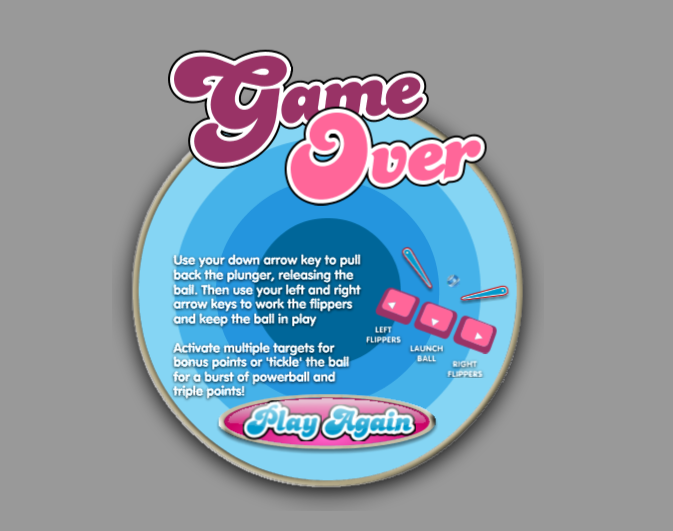 Game
Over
Use your down arrow key to pull
back the plunger, releasing the
ball. Then use your left and right
arrow keys to work the flippers
and keep the ball in play
Activate multiple targets for
bonus points or 'tickle' the ball
for a burst of powerball and
triple points!
LEFT
FLIPPERS
LAUNCH
BALL
RIGHT
FLIPPERS
Play Again